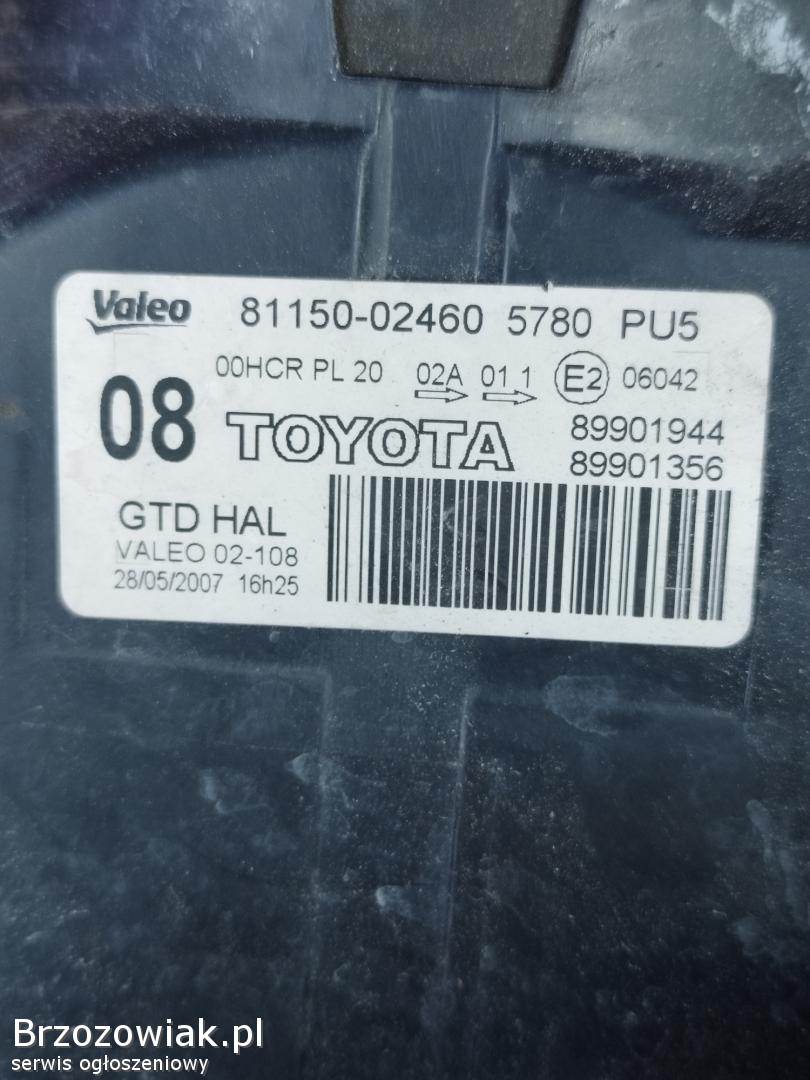 Valeo 81150-02460 5780 PU5
00HCR PL 20 02A 01 1 E2 06042
08 TOYOTA 89901944
89901356
GTD HAL
VALEO 02-108
28/05/2007 16h25
Brzozowiak.pl
serwis ogłoszeniowy